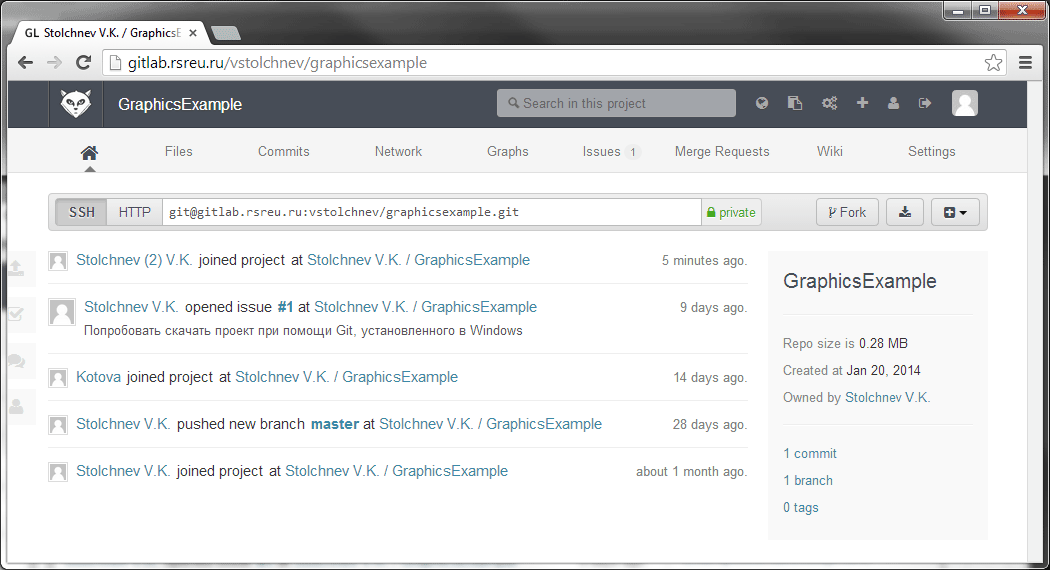 GL Stolchnev V.K. / GraphicsE
gitlab.rsreu.ru/vstolchnev/graphicsexample
GraphicsExample
Search in this project
Files Commits Network Graphs Issues 1 Merge Requests Wiki Settings
SSH HTTP git@gitlab.rsreu.ru:vstolchnev/graphicsexample.git private Fork
Stolchnev (2) V.K. joined project at Stolchnev V.K. / GraphicsExample 5 minutes ago.
Stolchnev V.K. opened issue #1 at Stolchnev V.K. / GraphicsExample 9 days ago.
Попробовать скачать проект при помощи Git, установленного в Windows
Kotova joined project at Stolchnev V.K. / GraphicsExample 14 days ago.
Stolchnev V.K. pushed new branch master at Stolchnev V.K. / GraphicsExample 28 days ago.
Stolchnev V.K. joined project at Stolchnev V.K. / GraphicsExample about 1 month ago.
GraphicsExample
Repo size is 0.28 MB
Created at Jan 20, 2014
Owned by Stolchnev V.K.
1 commit
1 branch
0 tags